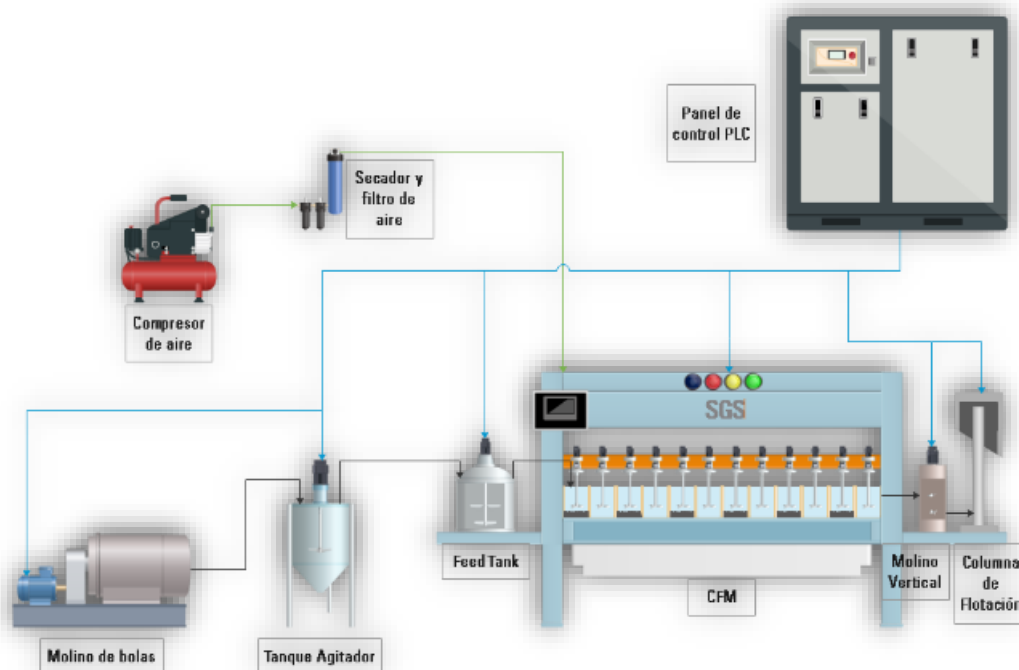 Panel de
control PLC
Secador y
filtro de
aire
Compresor
de aire
SGS
Feed Tank
Molino
Vertical
Columna
de
Flotación
CFM
Molino de bolas
Tanque Agitador